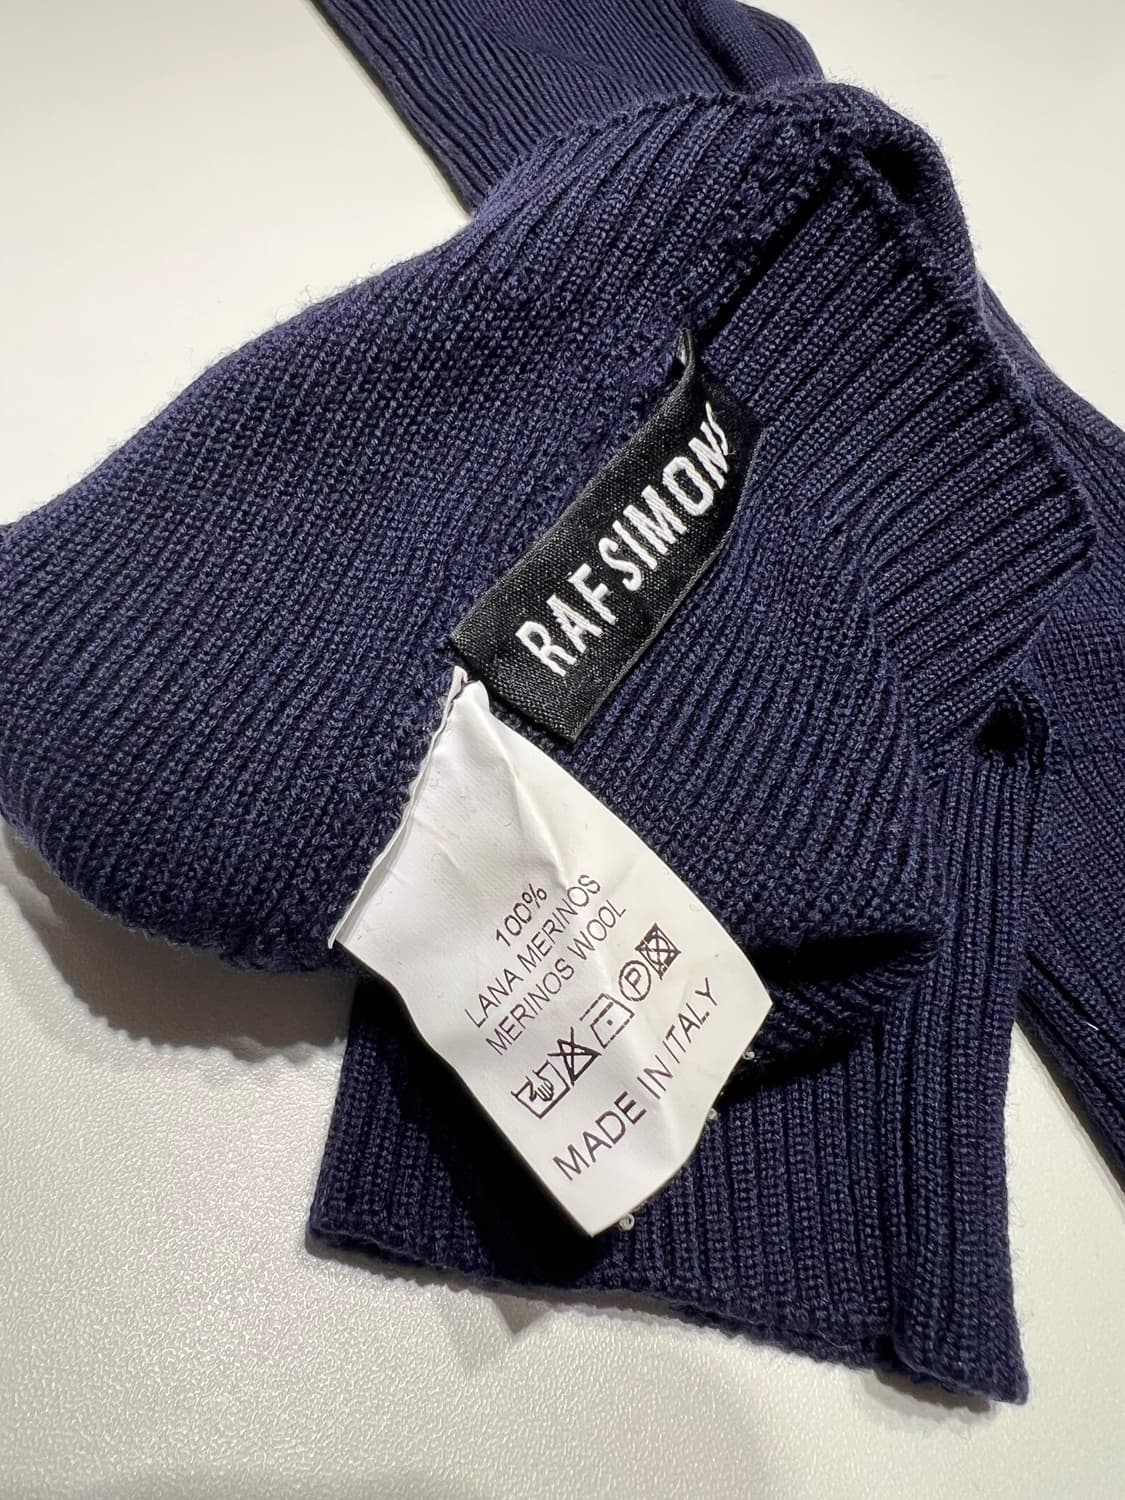 RAF SIMONS
100%
LANA MERINOS
MERINOS WOOL
P
MADE IN ITALY